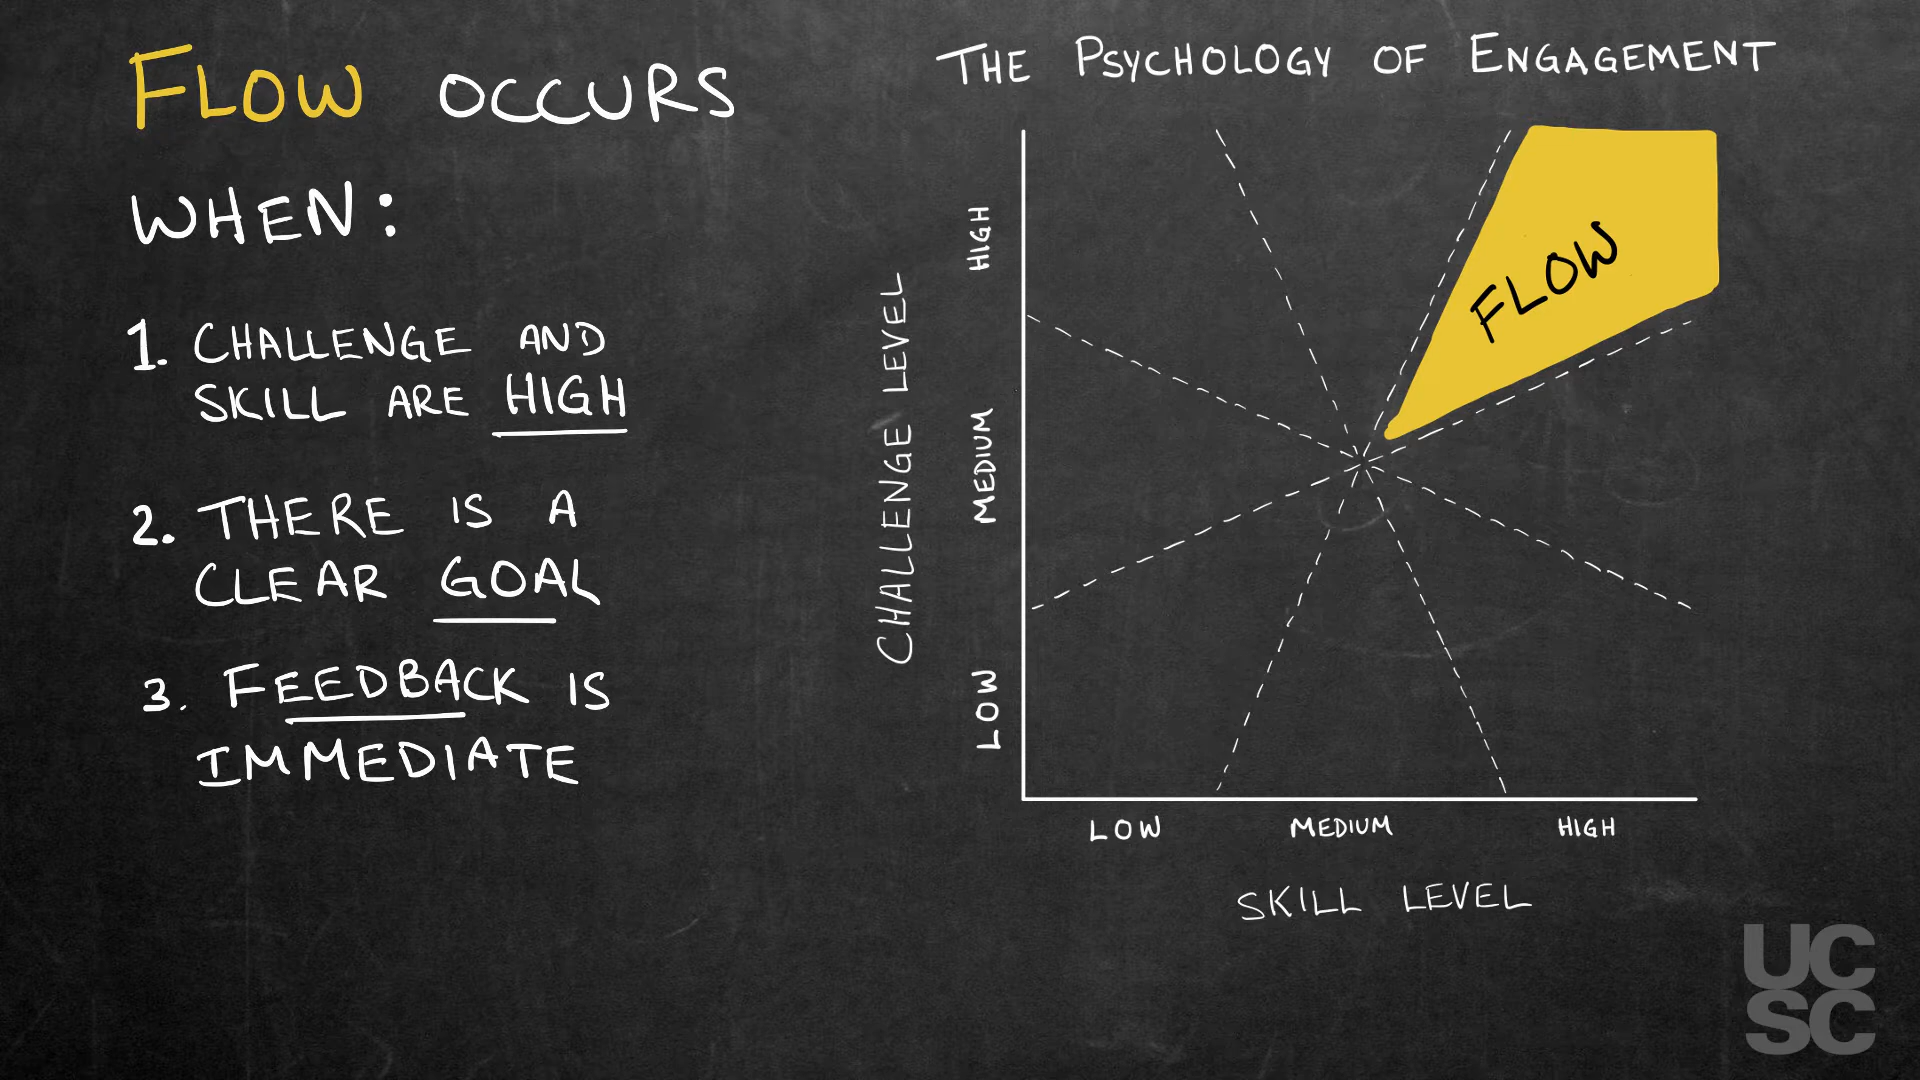 FLOW OCCURS
WHEN:
1. CHALLENGE AND
SKILL ARE HIGH
2. THERE IS A
CLEAR GOAL
3. FEEDBACK IS
IMMEDIATE
THE PSYCHOLOGY OF ENGAGEMENT
CHALLENGE LEVEL
HIGH
MEDIUM
LOW
FLOW
LOW MEDIUM HIGH
SKILL LEVEL
UC
SC